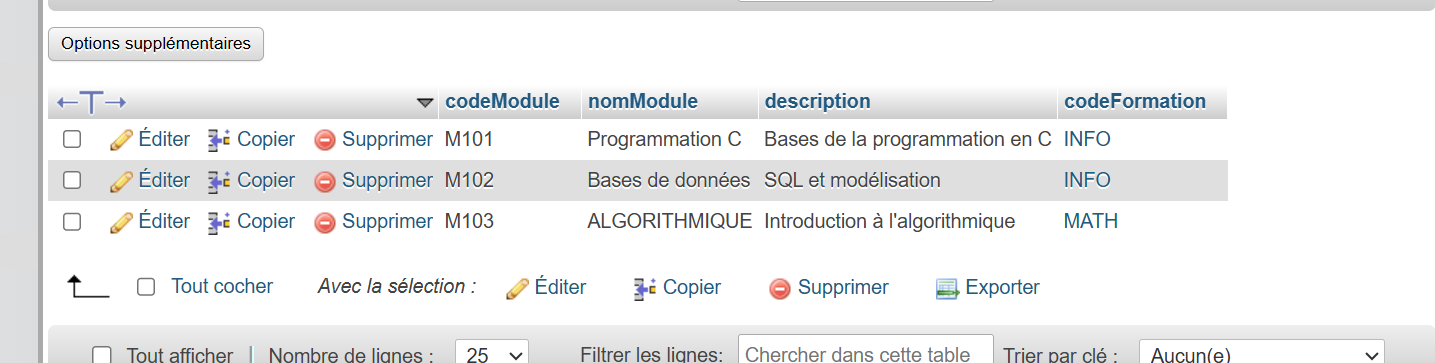 Options supplémentaires
codeModule nomModule description codeFormation
Éditer Copier Supprimer M101 Programmation C Bases de la programmation en C INFO
Éditer Copier Supprimer M102 Bases de données SQL et modélisation INFO
Éditer Copier Supprimer M103 ALGORITHMIQUE Introduction à l'algorithmique MATH
Tout cocher Avec la sélection : Éditer Copier Supprimer Exporter
Tout afficher Nombre de lignes : 25 Filtrer les lignes: Chercher dans cette table Trier par clé : Aucun(e)